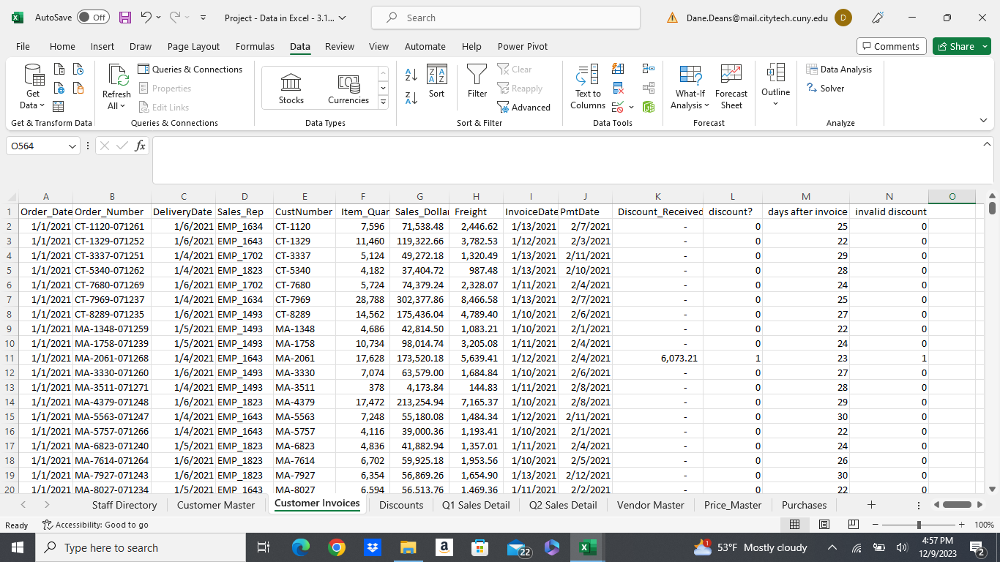 AutoSave Off Project - Data in Excel - 3.1... Search Dane.Deans@mail.citytech.cuny.edu D
File Home Insert Draw Page Layout Formulas Data Review View Automate Help Power Pivot Comments Share
Get Data Refresh All Queries & Connections Properties Edit Links Stocks Currencies Sort Filter Clear Reapply Advanced Text to Columns What-If Analysis Forecast Sheet Outline Data Analysis Solver
Get & Transform Data Queries & Connections Data Types Sort & Filter Data Tools Forecast Analyze
O564 fx
A B C D E F G H I J K L M N O
1 Order_Date Order_Number DeliveryDate Sales_Rep CustNumber Item_Quar Sales_Dolla Freight InvoiceDate PmtDate Discount_Received discount? days after invoice invalid discount
2 1/1/2021 CT-1120-071261 1/6/2021 EMP_1634 CT-1120 7,596 71,538.48 2,446.62 1/13/2021 2/7/2021 - 0 25 0
3 1/1/2021 CT-1329-071252 1/6/2021 EMP_1643 CT-1329 11,460 119,322.66 3,782.53 1/12/2021 2/3/2021 - 0 22 0
4 1/1/2021 CT-3337-071251 1/4/2021 EMP_1702 CT-3337 5,124 49,272.18 1,320.49 1/13/2021 2/11/2021 - 0 29 0
5 1/1/2021 CT-5340-071262 1/4/2021 EMP_1823 CT-5340 4,182 37,404.72 987.48 1/13/2021 2/10/2021 - 0 28 0
6 1/1/2021 CT-7680-071269 1/6/2021 EMP_1702 CT-7680 5,724 74,379.24 2,328.07 1/11/2021 2/4/2021 - 0 24 0
7 1/1/2021 CT-7969-071237 1/4/2021 EMP_1634 CT-7969 28,788 302,377.86 8,466.58 1/13/2021 2/7/2021 - 0 25 0
8 1/1/2021 CT-8289-071235 1/6/2021 EMP_1493 CT-8289 14,562 175,436.04 4,789.40 1/10/2021 2/6/2021 - 0 27 0
9 1/1/2021 MA-1348-071259 1/5/2021 EMP_1493 MA-1348 4,686 42,814.50 1,083.21 1/10/2021 2/1/2021 - 0 22 0
10 1/1/2021 MA-1758-071239 1/5/2021 EMP_1493 MA-1758 10,734 98,014.74 3,205.08 1/11/2021 2/4/2021 - 0 24 0
11 1/1/2021 MA-2061-071268 1/4/2021 EMP_1643 MA-2061 17,628 173,520.18 5,639.41 1/12/2021 2/4/2021 6,073.21 1 23 1
12 1/1/2021 MA-3330-071260 1/6/2021 EMP_1493 MA-3330 7,074 63,579.00 1,684.84 1/10/2021 2/6/2021 - 0 27 0
13 1/1/2021 MA-3511-071271 1/4/2021 EMP_1493 MA-3511 378 4,173.84 144.83 1/11/2021 2/8/2021 - 0 28 0
14 1/1/2021 MA-4379-071248 1/6/2021 EMP_1823 MA-4379 17,472 213,254.94 7,165.37 1/10/2021 2/8/2021 - 0 29 0
15 1/1/2021 MA-5563-071247 1/4/2021 EMP_1643 MA-5563 7,248 55,180.08 1,484.34 1/12/2021 2/11/2021 - 0 30 0
16 1/1/2021 MA-5757-071266 1/4/2021 EMP_1643 MA-5757 4,116 39,000.36 1,193.41 1/10/2021 2/1/2021 - 0 22 0
17 1/1/2021 MA-6823-071240 1/5/2021 EMP_1823 MA-6823 4,836 41,882.94 1,357.01 1/11/2021 2/4/2021 - 0 24 0
18 1/1/2021 MA-7614-071264 1/6/2021 EMP_1823 MA-7614 6,702 59,925.18 1,953.56 1/10/2021 2/5/2021 - 0 26 0
19 1/1/2021 MA-7927-071243 1/6/2021 EMP_1823 MA-7927 6,354 56,869.26 1,654.90 1/13/2021 2/12/2021 - 0 30 0
20 1/1/2021 MA-8027-071234 1/5/2021 EMP_1643 MA-8027 6,594 56,513.76 1,469.36 1/11/2021 2/2/2021 - 0 22 0
Staff Directory Customer Master Customer Invoices Discounts Q1 Sales Detail Q2 Sales Detail Vendor Master Price_Master Purchases
Ready Accessibility: Good to go 100%
Type here to search 22 1 53°F Mostly cloudy 4:57 PM
12/9/2023 2